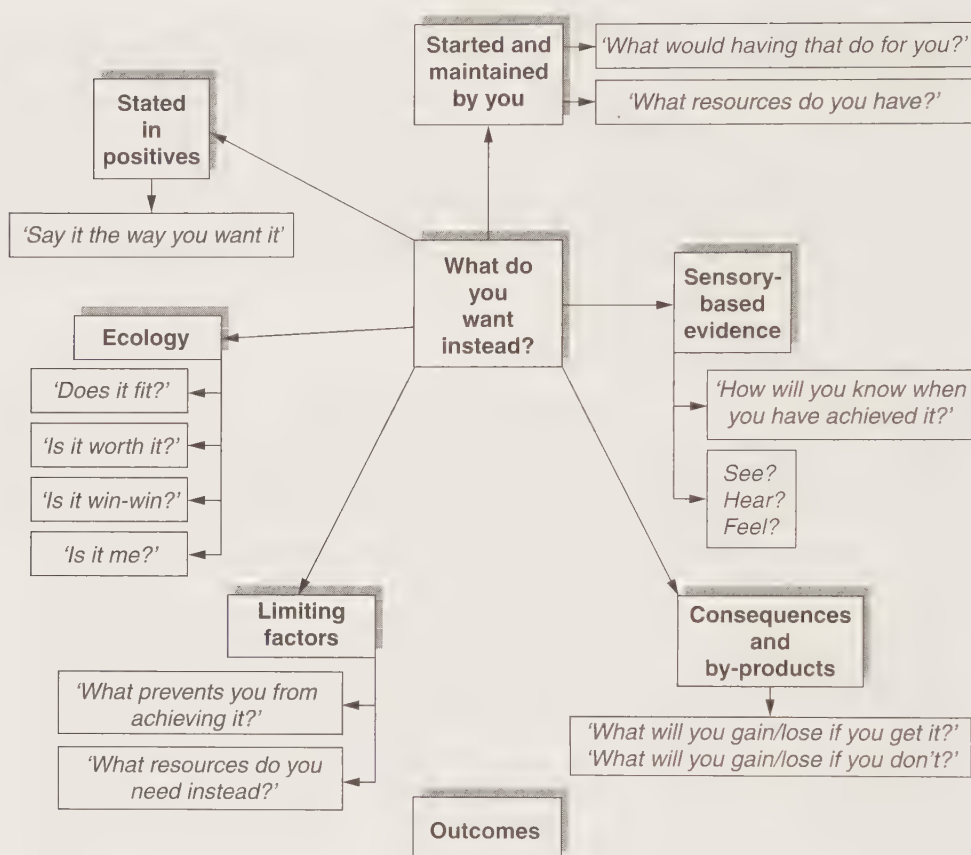 Started and
maintained
by you
'What would having that do for you?'
'What resources do you have?'
Stated
in
positives
'Say it the way you want it'
What do
you
want
instead?
Sensory-
based
evidence
'How will you know when
you have achieved it?'
See?
Hear?
Feel?
Ecology
'Does it fit?'
'Is it worth it?'
'Is it win-win?'
'Is it me?'
Limiting
factors
'What prevents you from
achieving it?'
'What resources do you
need instead?'
Consequences
and
by-products
'What will you gain/lose if you get it?'
'What will you gain/lose if you don't?'
Outcomes